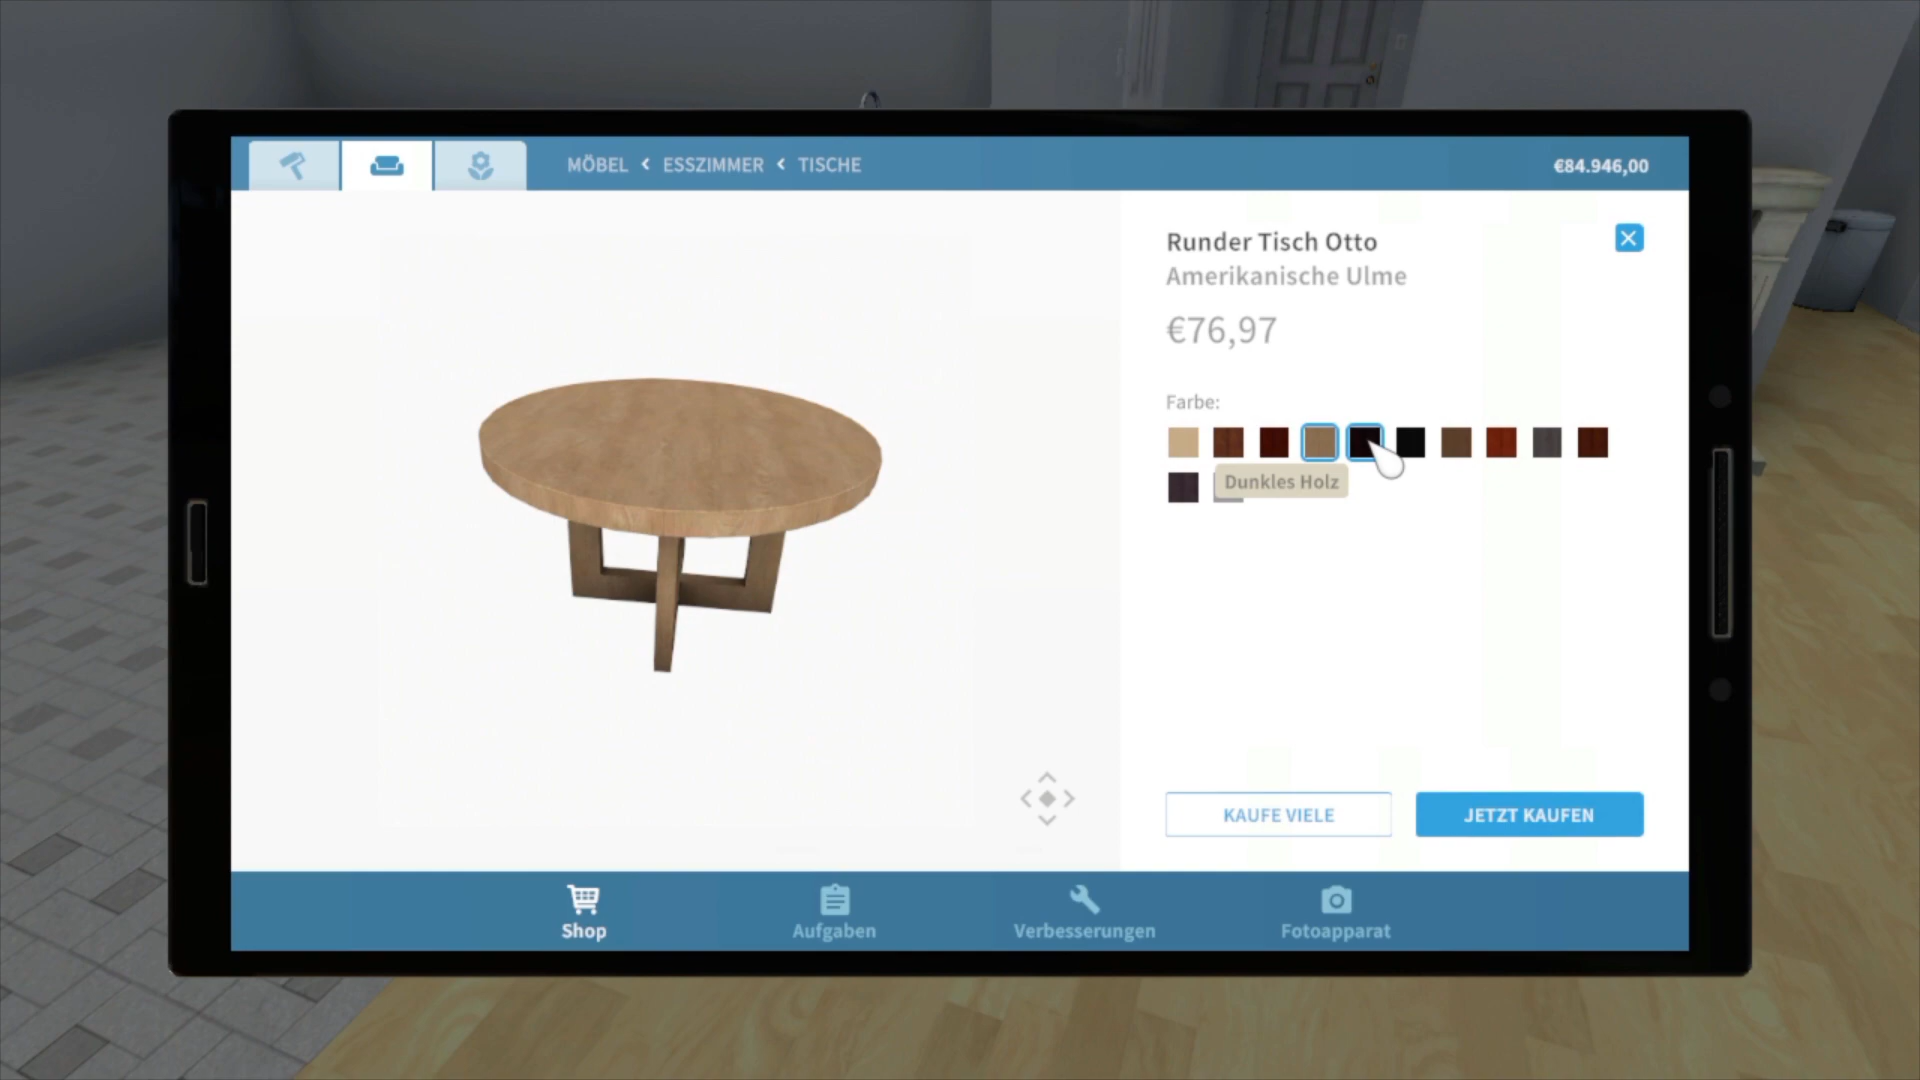 MÖBEL < ESSZIMMER < TISCHE
€84.946,00
Runder Tisch Otto
Amerikanische Ulme
€76,97
Farbe:
Dunkles Holz
KAUFE VIELE
JETZT KAUFEN
Shop
Aufgaben
Verbesserungen
Fotoapparat